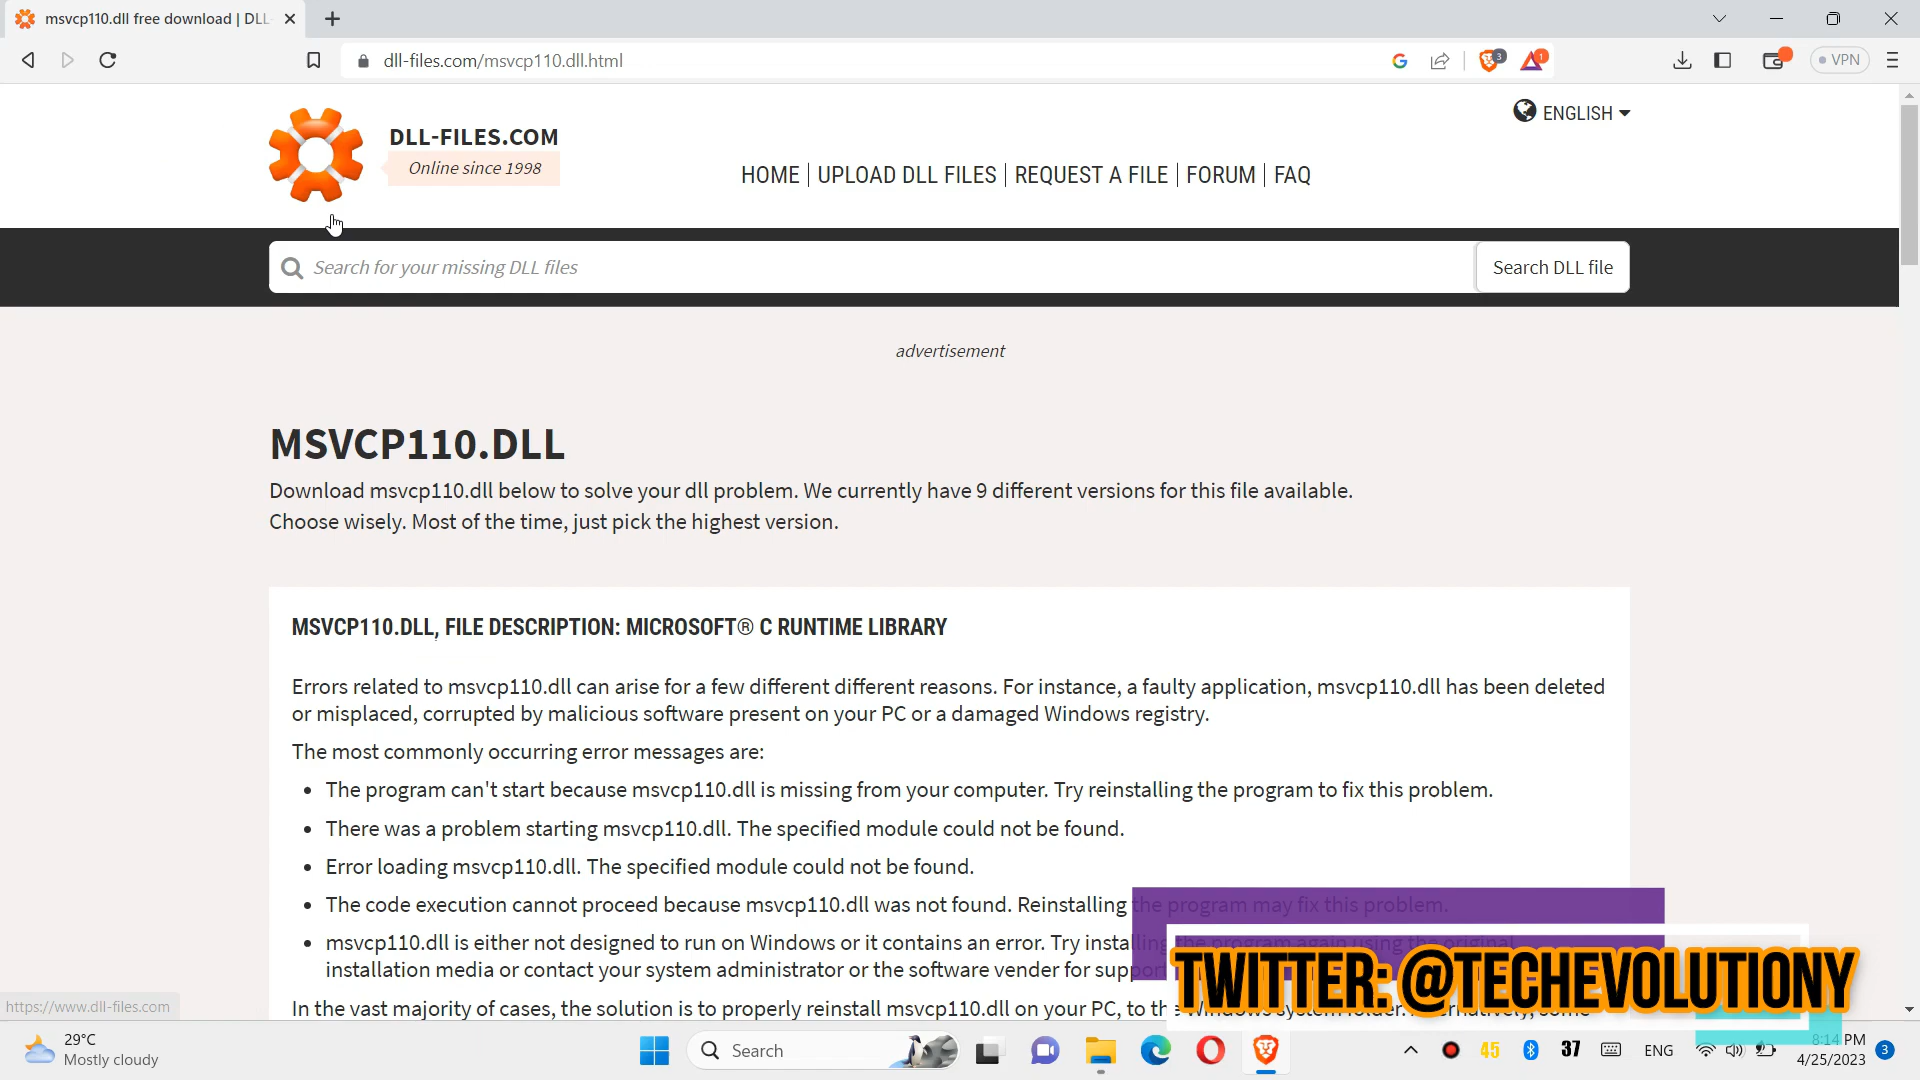 msvcp110.dll free download | DLL
dll-files.com/msvcp110.dll.html
3
1
VPN
DLL-FILES.COM
Online since 1998
ENGLISH
HOME | UPLOAD DLL FILES | REQUEST A FILE | FORUM | FAQ
Search for your missing DLL files
Search DLL file
advertisement
MSVCP110.DLL
Download msvcp110.dll below to solve your dll problem. We currently have 9 different versions for this file available.
Choose wisely. Most of the time, just pick the highest version.
MSVCP110.DLL, FILE DESCRIPTION: MICROSOFT® C RUNTIME LIBRARY
Errors related to msvcp110.dll can arise for a few different different reasons. For instance, a faulty application, msvcp110.dll has been deleted
or misplaced, corrupted by malicious software present on your PC or a damaged Windows registry.
The most commonly occurring error messages are:
• The program can't start because msvcp110.dll is missing from your computer. Try reinstalling the program to fix this problem.
• There was a problem starting msvcp110.dll. The specified module could not be found.
• Error loading msvcp110.dll. The specified module could not be found.
• The code execution cannot proceed because msvcp110.dll was not found. Reinstalling the program may fix this problem.
• msvcp110.dll is either not designed to run on Windows or it contains an error. Try installing the program again using the original
installation media or contact your system administrator or the software vender for
TWITTER: @TECHEVOLUTIONY
https://www.dll-files.com
In the vast majority of cases, the solution is to properly reinstall msvcp110.dll on your PC, to the Windows system folder.
29°C
Mostly cloudy
Search
45
37
ENG
8:14 PM
4/25/2023
3